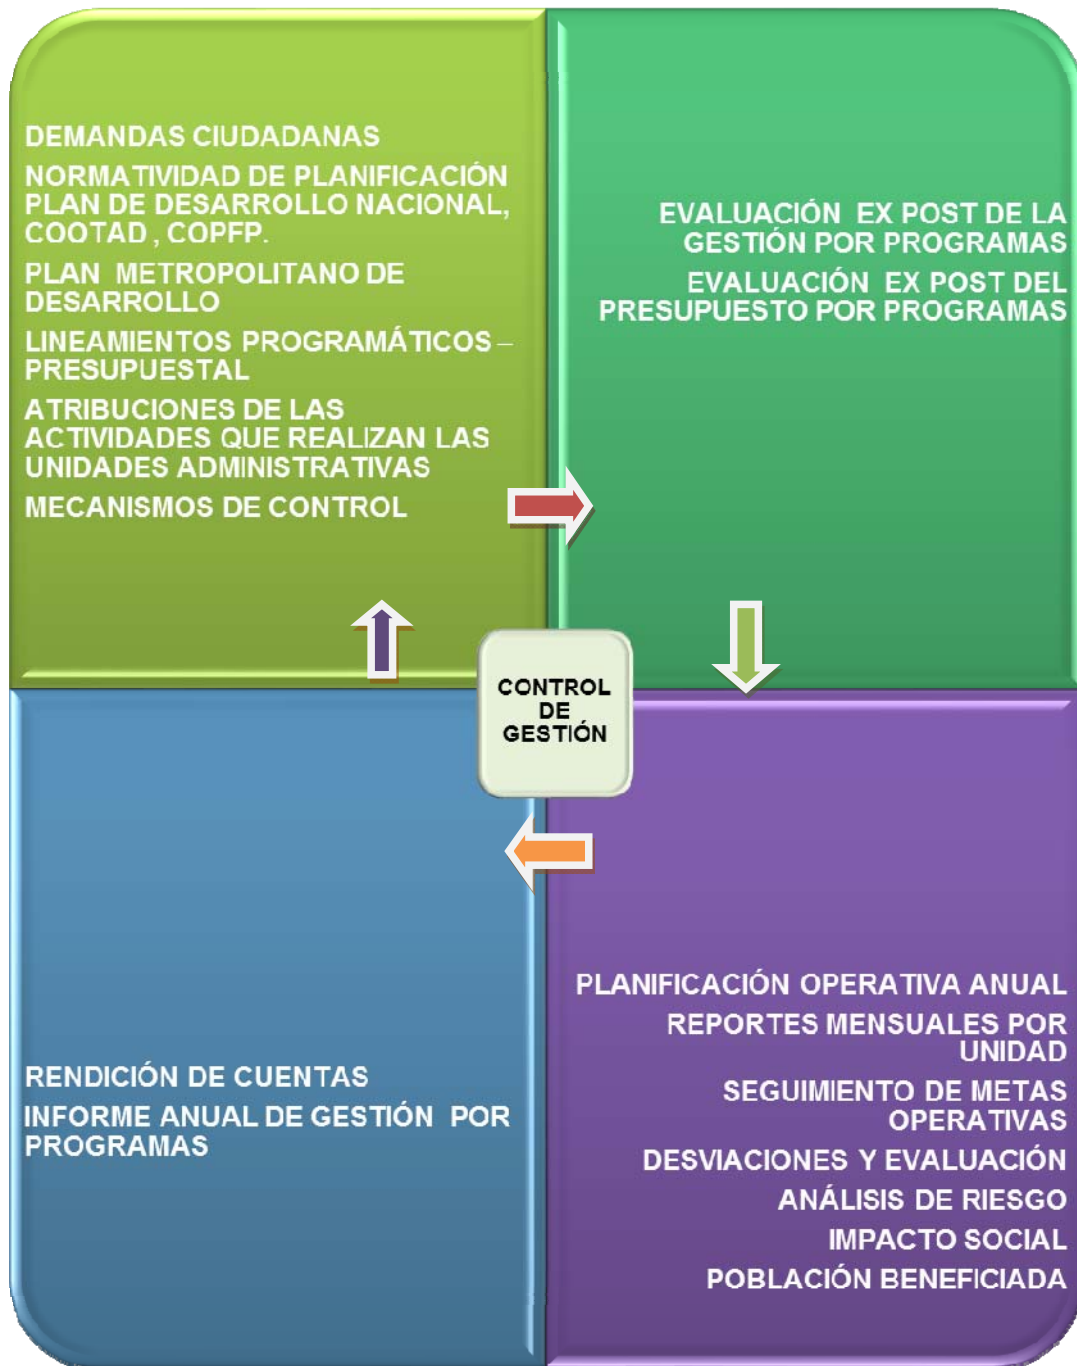 DEMANDAS CIUDADANAS
NORMATIVIDAD DE PLANIFICACIÓN
PLAN DE DESARROLLO NACIONAL,
COOTAD , COPFP.
PLAN METROPOLITANO DE
DESARROLLO
LINEAMIENTOS PROGRAMÁTICOS –
PRESUPUESTAL
ATRIBUCIONES DE LAS
ACTIVIDADES QUE REALIZAN LAS
UNIDADES ADMINISTRATIVAS
MECANISMOS DE CONTROL
EVALUACIÓN EX POST DE LA
GESTIÓN POR PROGRAMAS
EVALUACIÓN EX POST DEL
PRESUPUESTO POR PROGRAMAS
CONTROL
DE
GESTIÓN
RENDICIÓN DE CUENTAS
INFORME ANUAL DE GESTIÓN POR
PROGRAMAS
PLANIFICACIÓN OPERATIVA ANUAL
REPORTES MENSUALES POR
UNIDAD
SEGUIMIENTO DE METAS
OPERATIVAS
DESVIACIONES Y EVALUACIÓN
ANÁLISIS DE RIESGO
IMPACTO SOCIAL
POBLACIÓN BENEFICIADA